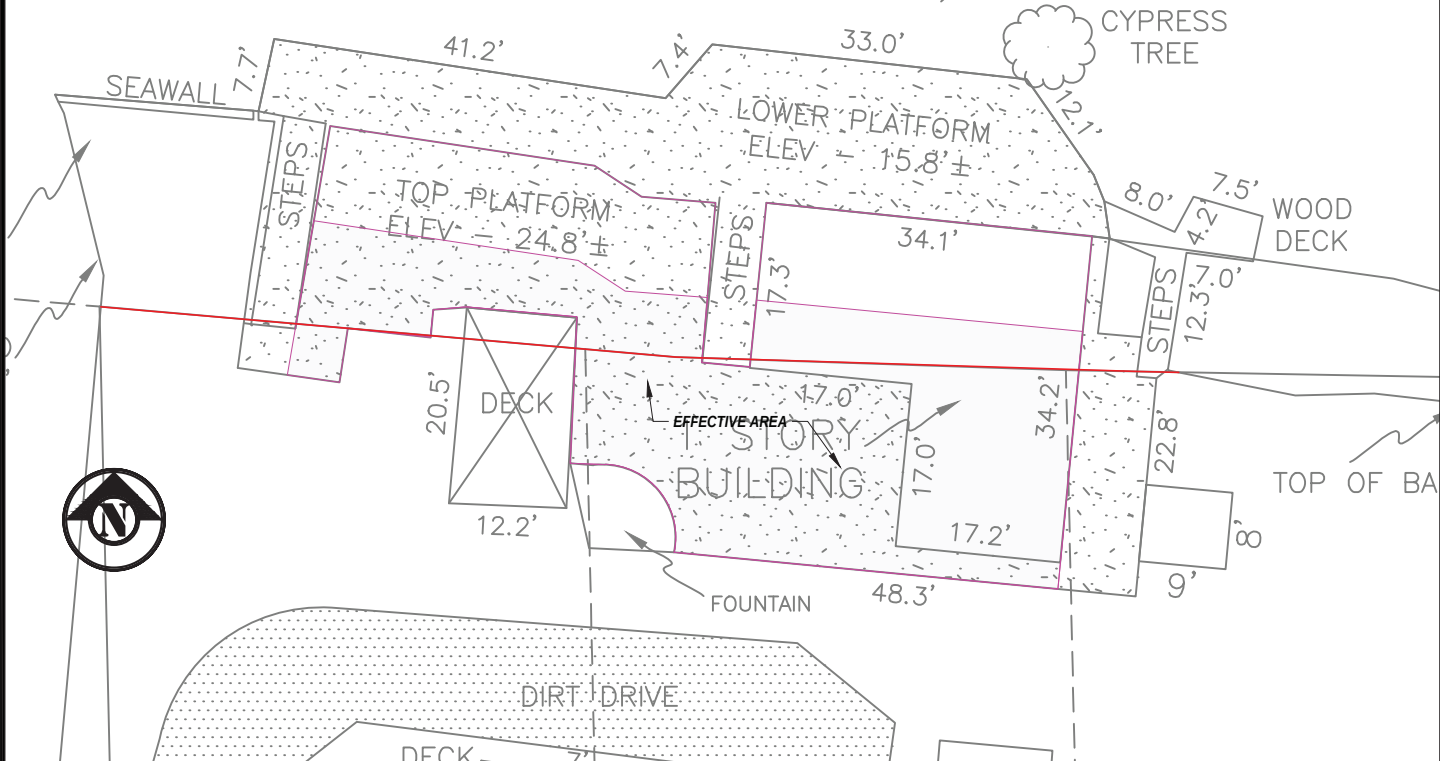 CYPRESS
TREE
41.2'
7.7'
7.4'
33.0'
12.1'
SEAWALL
LOWER PLATFORM
ELEV - 15.8'±
STEPS
TOP PLATFORM
ELEV - 24.8'±
STEPS
34.1'
17.3'
8.0'
7.5'
4.2'
WOOD
DECK
STEPS
7.0'
12.3'
20.5'
DECK
12.2'
EFFECTIVE AREA
17.0'
1 STORY
BUILDING
17.0'
34.2'
17.2'
22.8'
TOP OF BA
8'
9'
N
48.3'
FOUNTAIN
DIRT DRIVE
DECK
7'